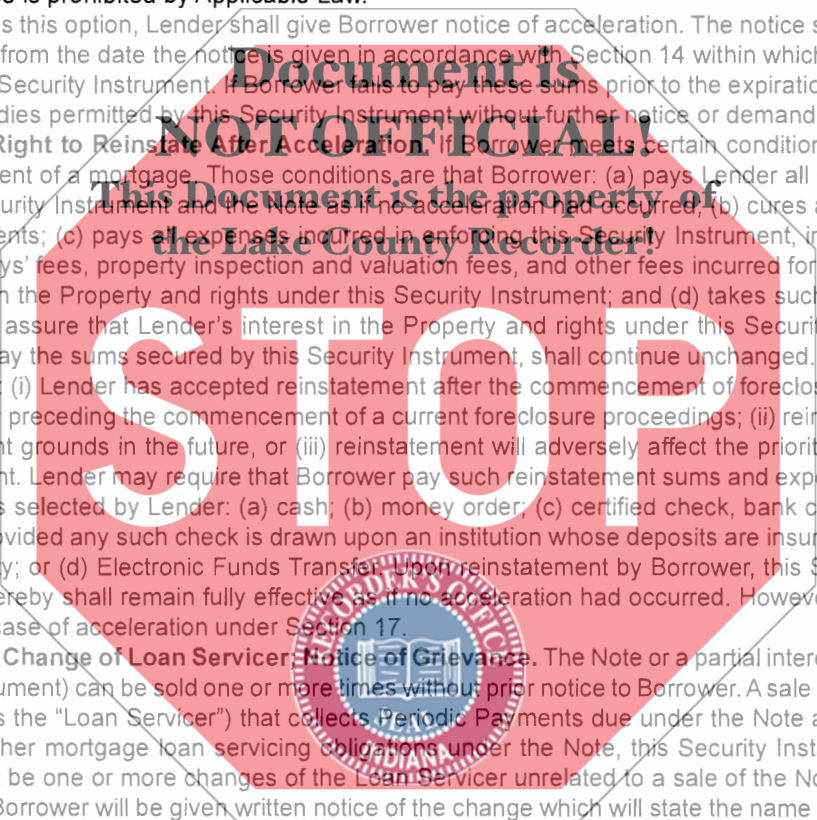 s is prohibited by Applicable Law.
s this option, Lender shall give Borrower notice of acceleration. The notice s
from the date the notice is given in accordance with Section 14 within which
Security Instrument. If Borrower fails to pay these sums prior to the expiratio
dies permitted by this Security Instrument without further notice or demand
Right to Reinstate After Acceleration. If Borrower meets certain condition
ent of a mortgage. Those conditions are that Borrower: (a) pays Lender all
urity Instrument and the Note as if no acceleration had occurred; (b) cures a
ents; (c) pays all expenses incurred in enforcing this Security Instrument, in
ys' fees, property inspection and valuation fees, and other fees incurred for
n the Property and rights under this Security Instrument; and (d) takes such
assure that Lender's interest in the Property and rights under this Securit
ay the sums secured by this Security Instrument, shall continue unchanged.
: (i) Lender has accepted reinstatement after the commencement of foreclos
preceding the commencement of a current foreclosure proceedings; (ii) rein
nt grounds in the future, or (iii) reinstatement will adversely affect the priorit
nt. Lender may require that Borrower pay such reinstatement sums and expe
s selected by Lender: (a) cash; (b) money order; (c) certified check, bank c
ovided any such check is drawn upon an institution whose deposits are insur
y; or (d) Electronic Funds Transfer. Upon reinstatement by Borrower, this S
ereby shall remain fully effective as if no acceleration had occurred. Howeve
case of acceleration under Section 17.
Change of Loan Servicer; Notice of Grievance. The Note or a partial intere
ument) can be sold one or more times without prior notice to Borrower. A sale
s the “Loan Servicer”) that collects Periodic Payments due under the Note a
her mortgage loan servicing obligations under the Note, this Security Inst
t be one or more changes of the Loan Servicer unrelated to a sale of the No
Borrower will be given written notice of the change which will state the name
Document is
NOT OFFICIAL!
This Document is the property of
the Lake County Recorder!
STOP
RECORDER'S OFFICE
INDIANA